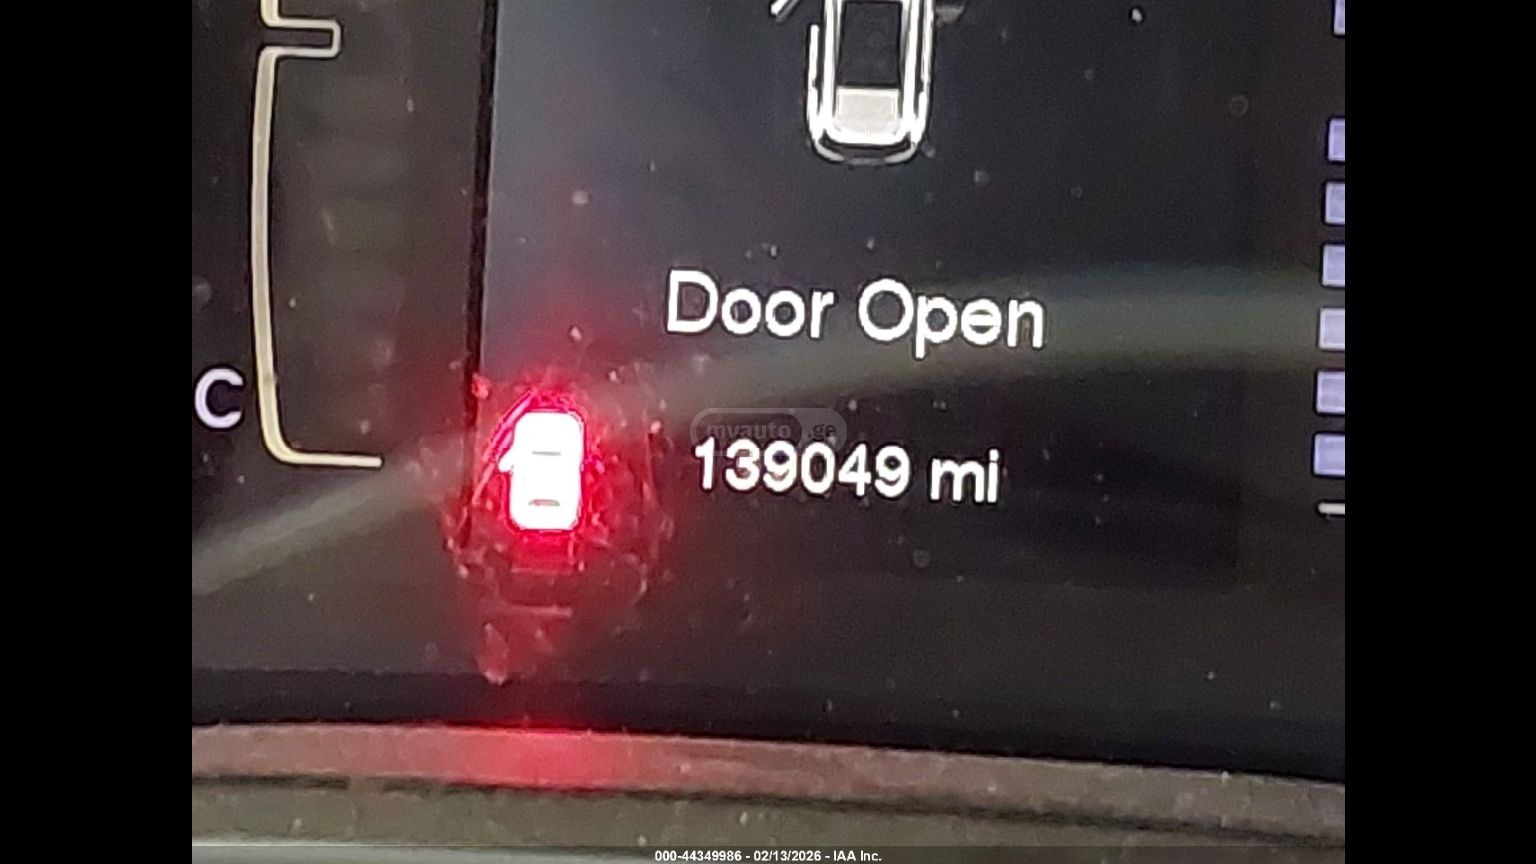 Door Open
C
myauto.ge
139049 mi
000-44349986 - 02/13/2026 - IAA Inc.